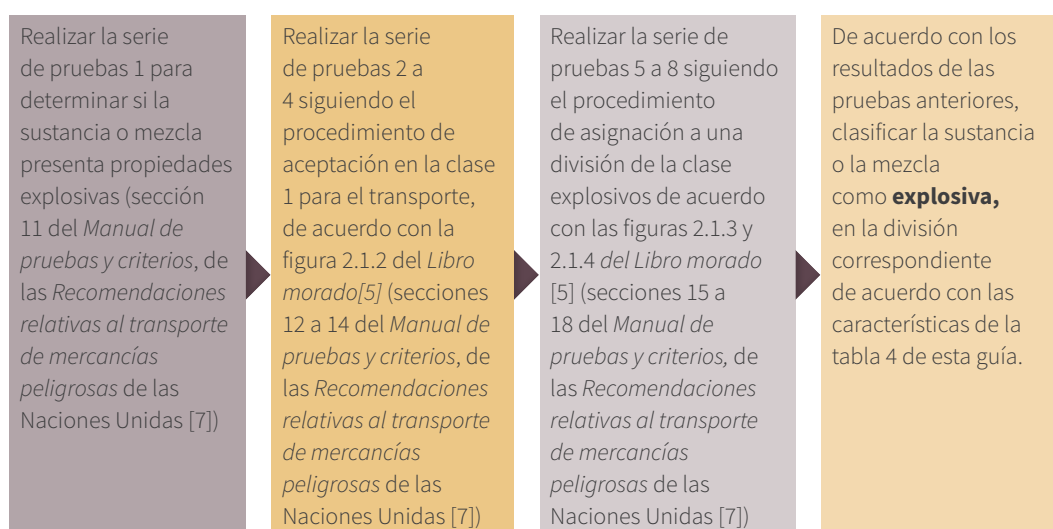 Realizar la serie
de pruebas 1 para
determinar si la
sustancia o mezcla
presenta propiedades
explosivas (sección
11 del Manual de
pruebas y criterios, de
las Recomendaciones
relativas al transporte
de mercancías
peligrosas de las
Naciones Unidas [7])
Realizar la serie
de pruebas 2 a
4 siguiendo el
procedimiento de
aceptación en la clase
1 para el transporte,
de acuerdo con la
figura 2.1.2 del Libro
morado[5] (secciones
12 a 14 del Manual de
pruebas y criterios, de
las Recomendaciones
relativas al transporte
de mercancías
peligrosas de las
Naciones Unidas [7])
Realizar la serie de
pruebas 5 a 8 siguiendo
el procedimiento
de asignación a una
división de la clase
explosivos de acuerdo
con las figuras 2.1.3 y
2.1.4 del Libro morado
[5] (secciones 15 a
18 del Manual de
pruebas y criterios, de
las Recomendaciones
relativas al transporte
de mercancías
peligrosas de las
Naciones Unidas [7])
De acuerdo con los
resultados de las
pruebas anteriores,
clasificar la sustancia
o la mezcla
como explosiva,
en la división
correspondiente
de acuerdo con las
características de la
tabla 4 de esta guía.